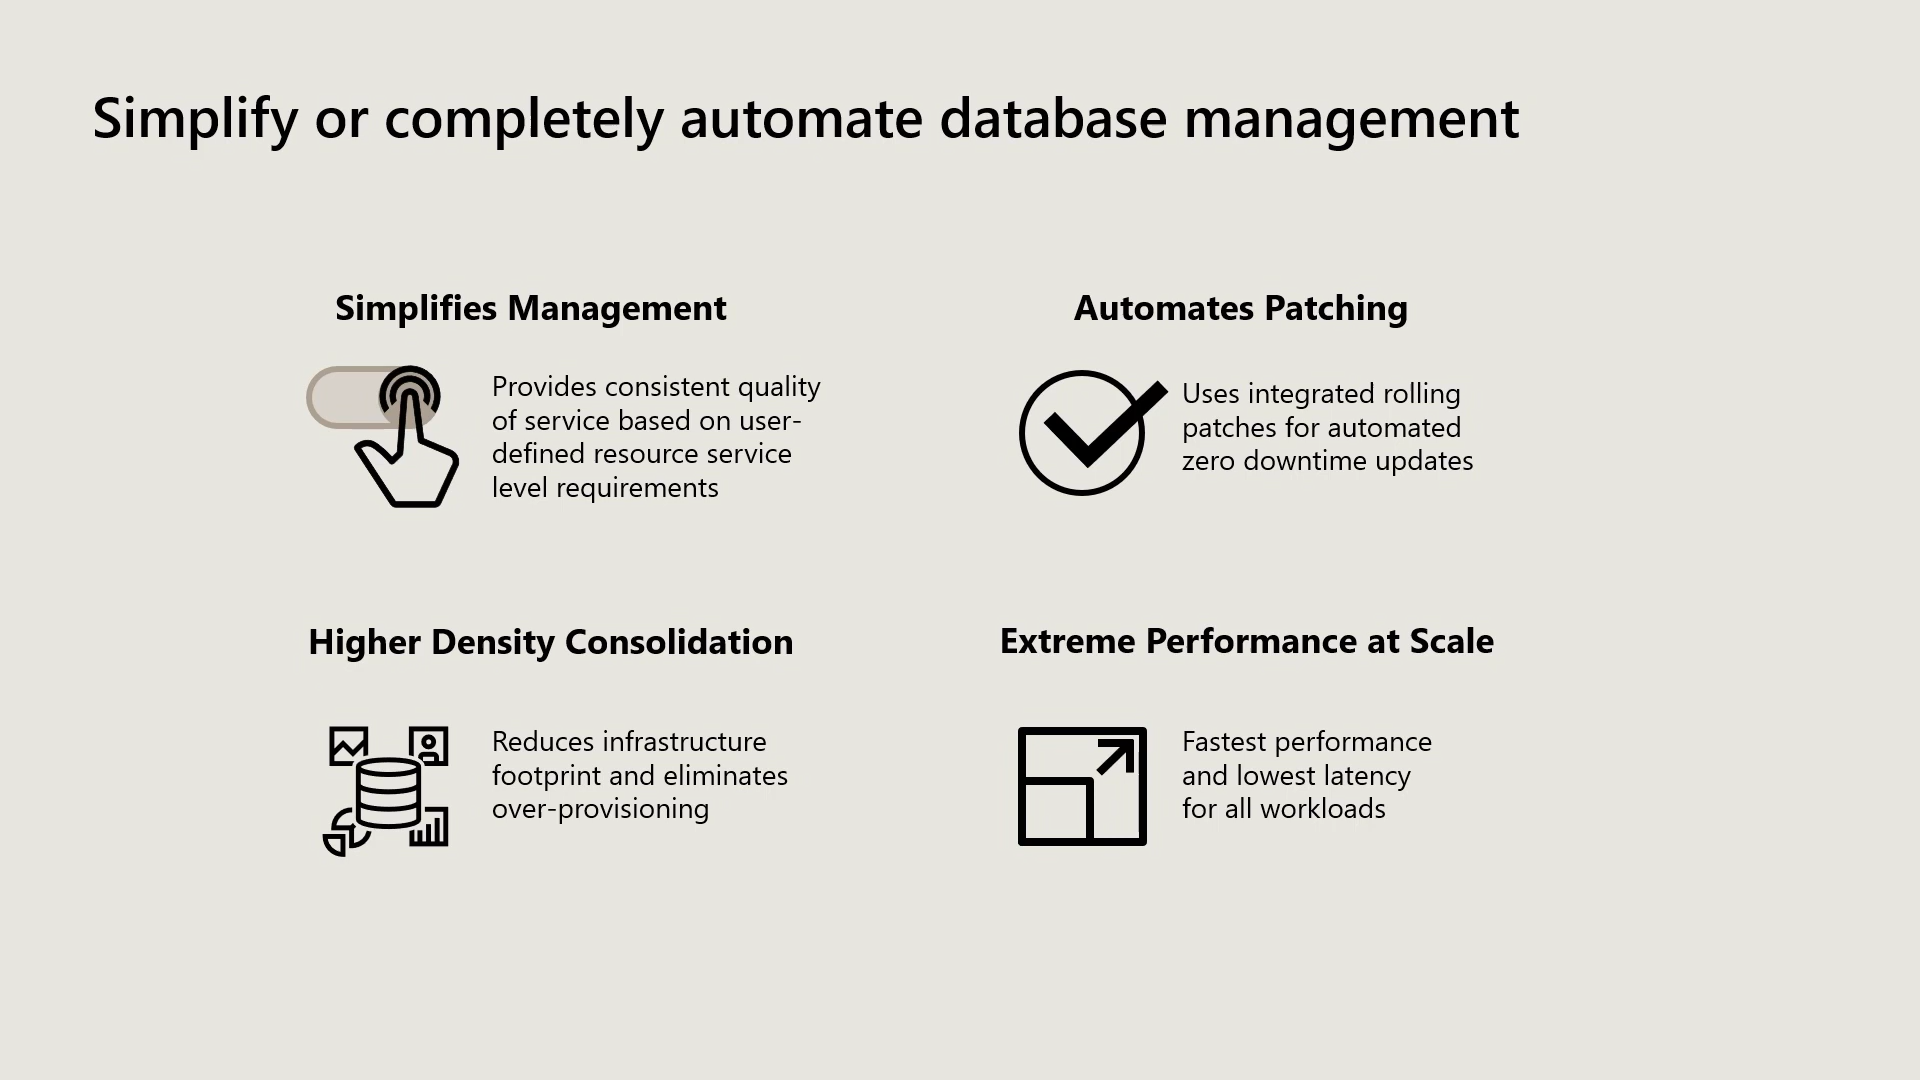 Simplify or completely automate database management
Simplifies Management
Provides consistent quality
of service based on user-
defined resource service
level requirements
Automates Patching
Uses integrated rolling
patches for automated
zero downtime updates
Higher Density Consolidation
Reduces infrastructure
footprint and eliminates
over-provisioning
Extreme Performance at Scale
Fastest performance
and lowest latency
for all workloads